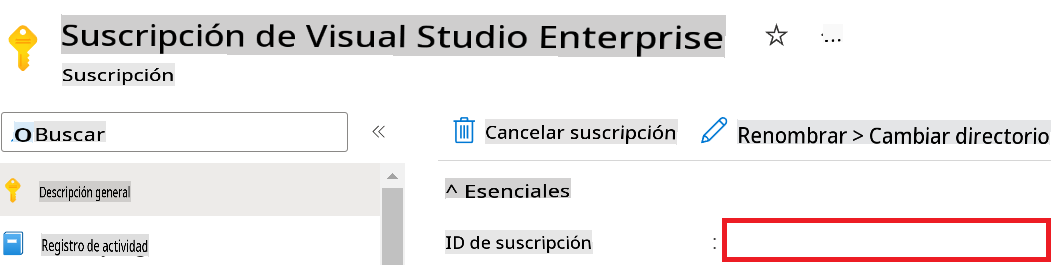 Suscripción de Visual Studio Enterprise
...
Suscripción
Buscar
«
Cancelar suscripción
Renombrar > Cambiar directorio
Descripción general
^ Esenciales
Registro de actividad
ID de suscripción :